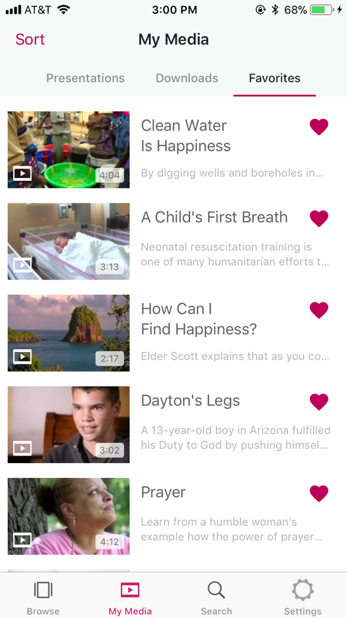 AT&T 3:00 PM 68%
Sort My Media
Presentations Downloads Favorites
Clean Water
Is Happiness
4:04
By digging wells and boreholes in...
A Child's First Breath
3:13
Neonatal resuscitation training is
one of many humanitarian efforts t...
How Can I
Find Happiness?
2:17
Elder Scott explains that as you co...
Dayton's Legs
3:02
A 13-year-old boy in Arizona fulfilled
his Duty to God by pushing himsel...
Prayer
4:12
Learn from a humble woman's
example how the power of prayer...
Browse My Media Search Settings